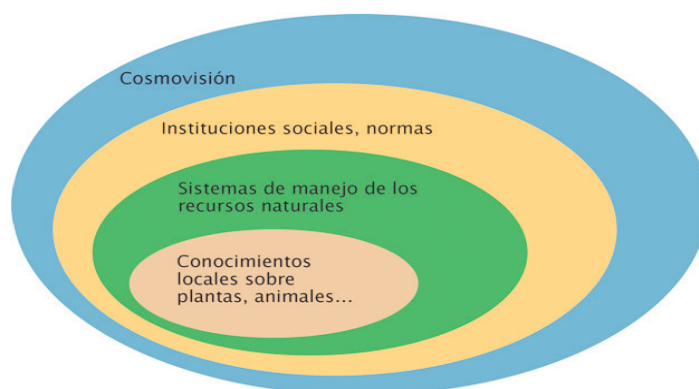 Cosmovisión
Instituciones sociales, normas
Sistemas de manejo de los
recursos naturales
Conocimientos
locales sobre
plantas, animales...